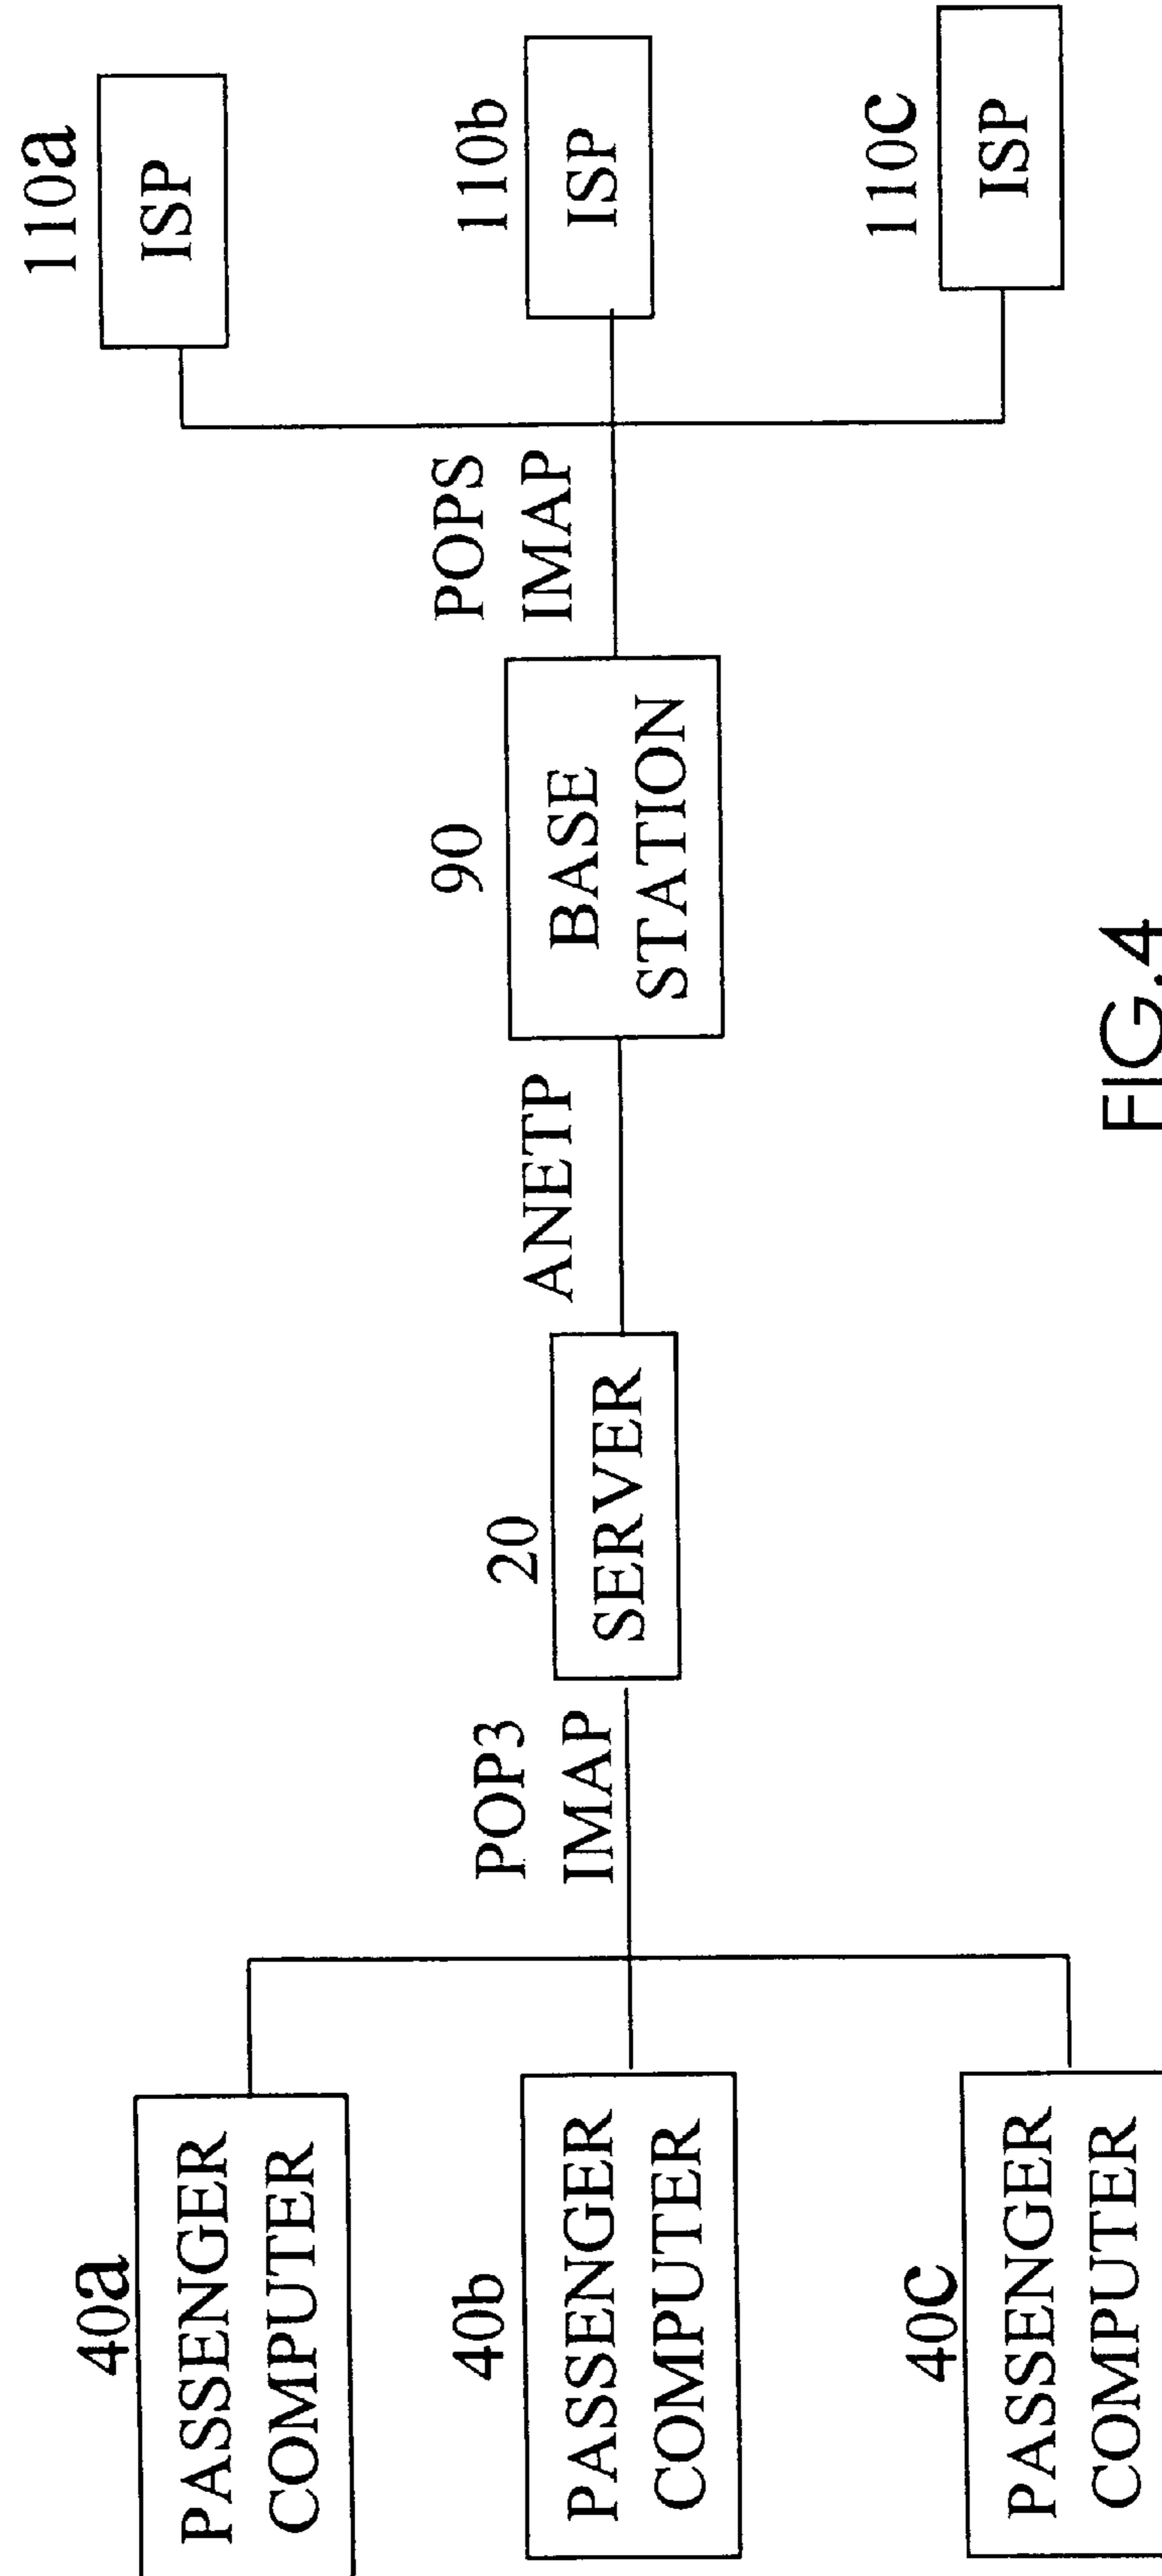 40a
PASSENGER
COMPUTER
40b
PASSENGER
COMPUTER
40c
PASSENGER
COMPUTER
POP3
IMAP
20
SERVER
ANETP
90
BASE
STATION
POPS
IMAP
110a
ISP
110b
ISP
110c
ISP
FIG.4